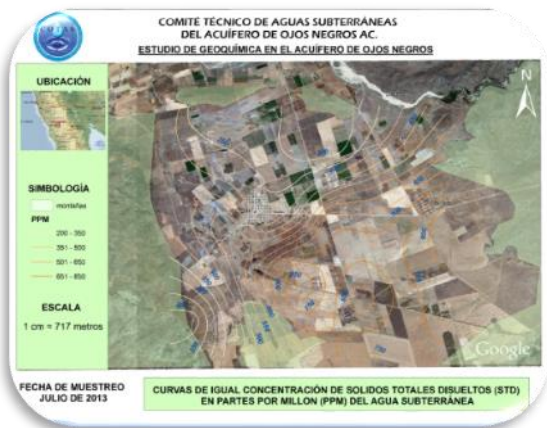 COMITÉ TÉCNICO DE AGUAS SUBTERRÁNEAS
DEL ACUÍFERO DE OJOS NEGROS AC.
ESTUDIO DE GEOQUÍMICA EN EL ACUÍFERO DE OJOS NEGROS
UBICACIÓN
N
SIMBOLOGÍA
montañas
PPM
200 - 350
351 - 500
501 - 650
651 - 850
ESCALA
1 cm = 717 metros
Google
FECHA DE MUESTREO
JULIO DE 2013
CURVAS DE IGUAL CONCENTRACIÓN DE SOLIDOS TOTALES DISUELTOS (STD)
EN PARTES POR MILLON (PPM) DEL AGUA SUBTERRÁNEA